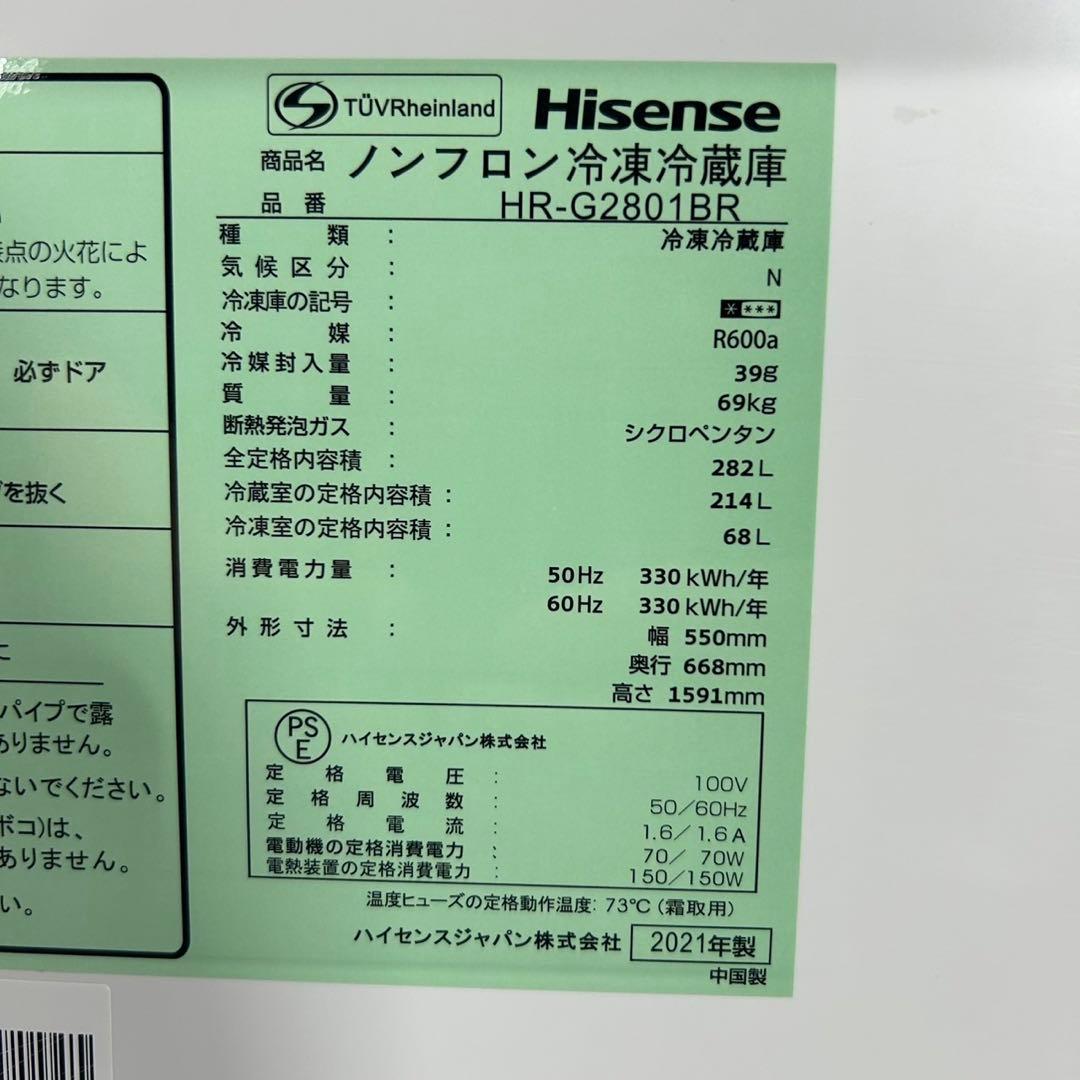 TÜVRheinland
Hisense
商品名 ノンフロン冷凍冷蔵庫
品番 HR-G2801BR
種類 : 冷凍冷蔵庫
気候区分 : N
冷凍庫の記号 : * ***
冷媒 : R600a
冷媒封入量 : 39g
質量 : 69kg
断熱発泡ガス : シクロペンタン
全定格内容積 : 282L
冷蔵室の定格内容積 : 214L
冷凍室の定格内容積 : 68L
消費電力量 : 50Hz 330kWh/年
60Hz 330kWh/年
外形寸法 : 幅 550mm
奥行 668mm
高さ 1591mm
PSE ハイセンスジャパン株式会社
定格電圧 : 100V
定格周波数 : 50/60Hz
定格電流 : 1.6/1.6A
電動機の定格消費電力 : 70/70W
電熱装置の定格消費電力 : 150/150W
温度ヒューズの定格動作温度: 73℃(霜取用)
ハイセンスジャパン株式会社 2021年製
中国製
点の火花によ
なります。
必ずドア
を抜く
に
パイプで露
ありません。
ないでください。
ボコ)は、
ありません。
い。